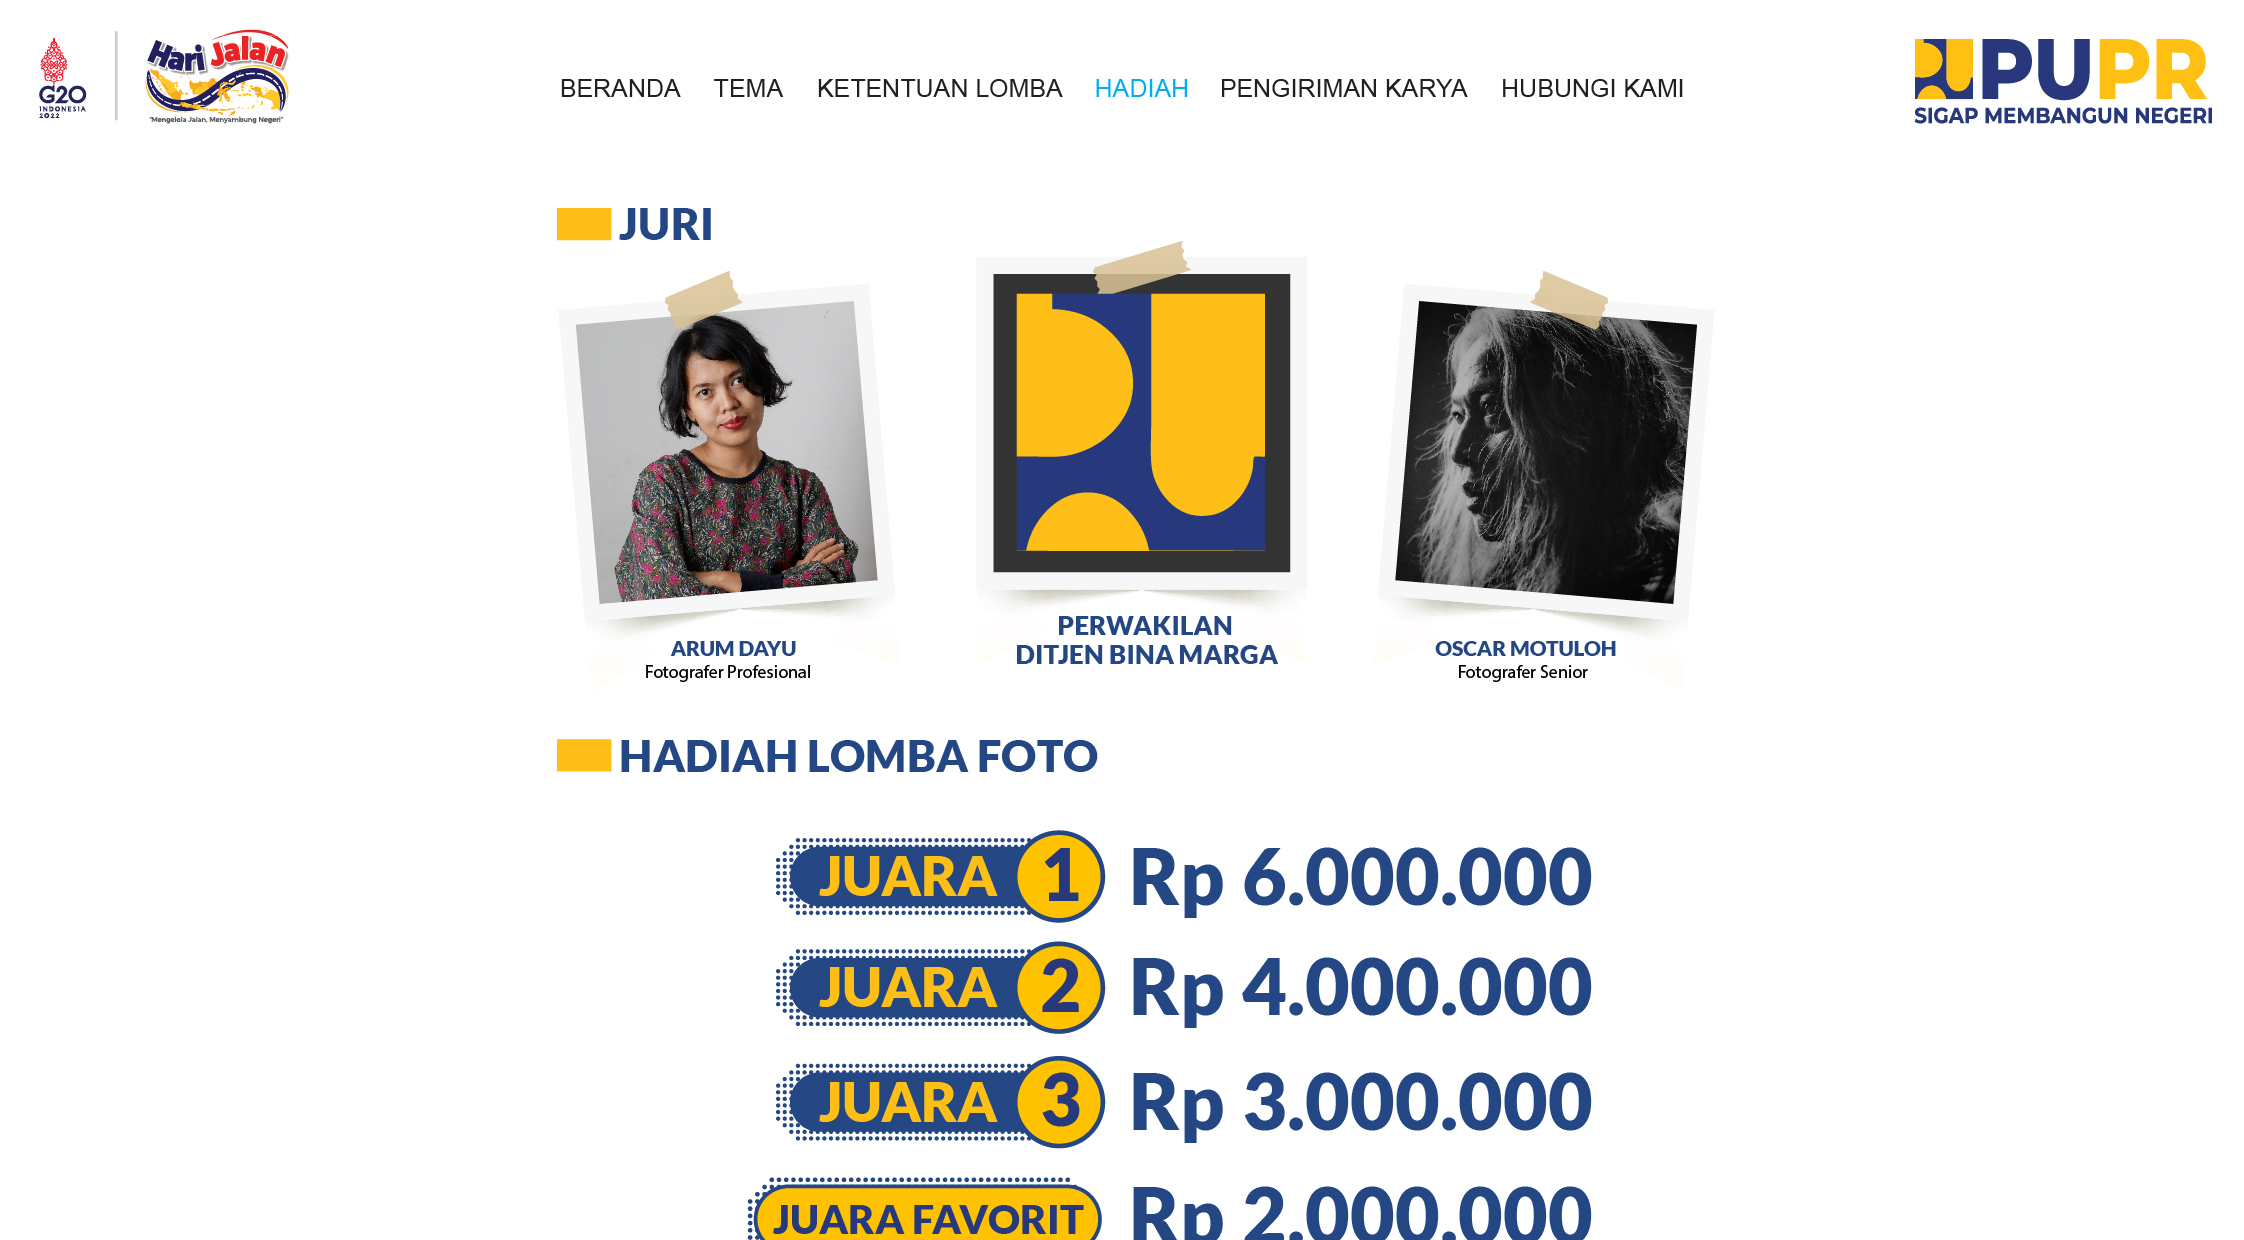 G20
INDONESIA
2022
Hari Jalan
"Mengelola Jalan, Menyambung Negeri"
BERANDA TEMA KETENTUAN LOMBA HADIAH PENGIRIMAN KARYA HUBUNGI KAMI
PUPR
SIGAP MEMBANGUN NEGERI
JURI
ARUM DAYU
Fotografer Profesional
PERWAKILAN
DITJEN BINA MARGA
OSCAR MOTULOH
Fotografer Senior
HADIAH LOMBA FOTO
JUARA 1 Rp 6.000.000
JUARA 2 Rp 4.000.000
JUARA 3 Rp 3.000.000
JUARA FAVORIT Rp 2.000.000